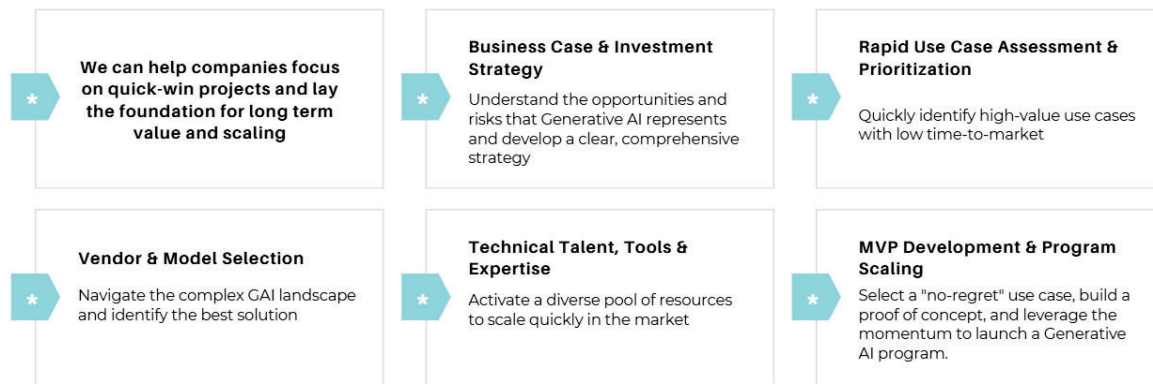 We can help companies focus
on quick-win projects and lay
the foundation for long term
value and scaling
Business Case & Investment
Strategy
Understand the opportunities and
risks that Generative AI represents
and develop a clear, comprehensive
strategy
Rapid Use Case Assessment &
Prioritization
Quickly identify high-value use cases
with low time-to-market
Vendor & Model Selection
Navigate the complex GAI landscape
and identify the best solution
Technical Talent, Tools &
Expertise
Activate a diverse pool of resources
to scale quickly in the market
MVP Development & Program
Scaling
Select a "no-regret" use case, build a
proof of concept, and leverage the
momentum to launch a Generative
AI program.